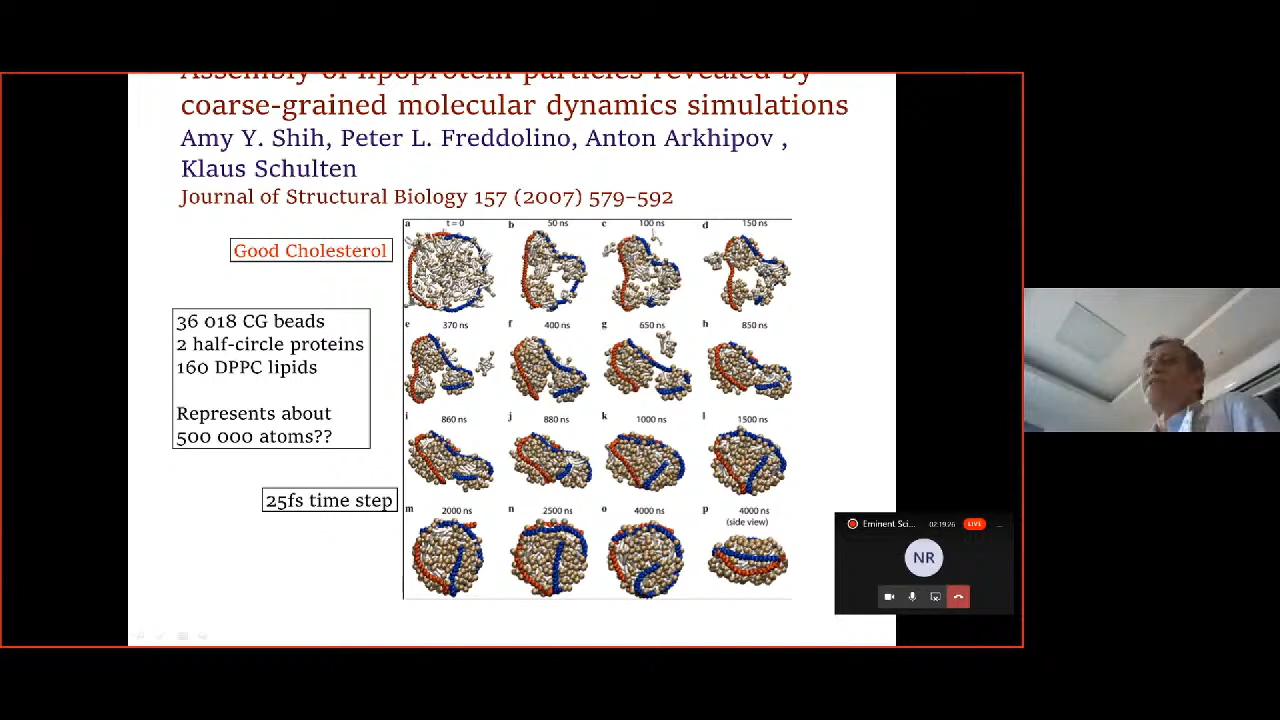 Assembly of lipoprotein particles revealed by
coarse-grained molecular dynamics simulations
Amy Y. Shih, Peter L. Freddolino, Anton Arkhipov ,
Klaus Schulten
Journal of Structural Biology 157 (2007) 579–592
Good Cholesterol
36 018 CG beads
2 half-circle proteins
160 DPPC lipids
Represents about
500 000 atoms??
25fs time step
a t = 0 b 50 ns c 100 ns d 150 ns
e 370 ns f 400 ns g 650 ns h 850 ns
i 860 ns j 880 ns k 1000 ns l 1500 ns
m 2000 ns n 2500 ns o 4000 ns p 4000 ns
(side view)
Eminent Sci... 02:19:26 LIVE ...
NR